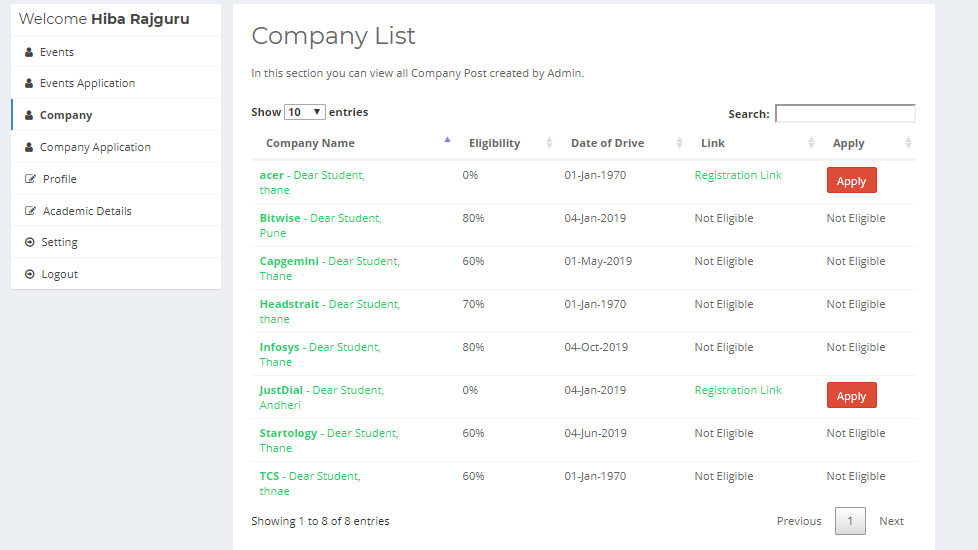 Welcome Hiba Rajguru
Events
Events Application
Company
Company Application
Profile
Academic Details
Setting
Logout
Company List
In this section you can view all Company Post created by Admin.
Show 10 entries
Search:
Company Name Eligibility Date of Drive Link Apply
acer - Dear Student, 0% 01-Jan-1970 Registration Link Apply
thane
Bitwise - Dear Student, 80% 04-Jan-2019 Not Eligible Not Eligible
Pune
Capgemini - Dear Student, 60% 01-May-2019 Not Eligible Not Eligible
Thane
Headstrait - Dear Student, 70% 01-Jan-1970 Not Eligible Not Eligible
thane
Infosys - Dear Student, 80% 04-Oct-2019 Not Eligible Not Eligible
Thane
JustDial - Dear Student, 0% 04-Jan-2019 Registration Link Apply
Andheri
Startology - Dear Student, 60% 04-Jun-2019 Not Eligible Not Eligible
Thane
TCS - Dear Student, 60% 01-Jan-1970 Not Eligible Not Eligible
thnae
Showing 1 to 8 of 8 entries
Previous 1 Next